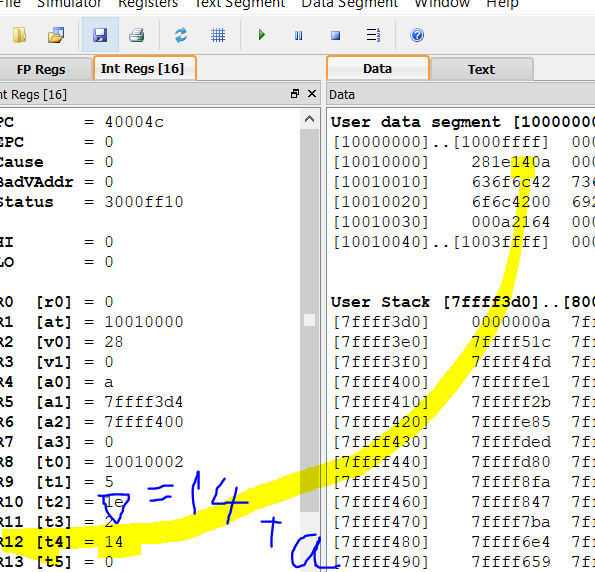 File Simulator Registers Text Segment Data Segment Window Help
FP Regs Int Regs [16] Data Text
Int Regs [16] Data
PC = 40004c
EPC = 0
Cause = 0
BadVAddr = 0
Status = 3000ff10
HI = 0
LO = 0
R0 [r0] = 0
R1 [at] = 10010000
R2 [v0] = 28
R3 [v1] = 0
R4 [a0] = a
R5 [a1] = 7ffff3d4
R6 [a2] = 7ffff400
R7 [a3] = 0
R8 [t0] = 10010002
R9 [t1] = 5
R10 [t2] = 1e
R11 [t3] = 2
R12 [t4] = 14
R13 [t5] = 0
= 14 + a
User data segment [10000000
[10000000]..[1000ffff] 000
[10010000] 281e140a 000
[10010010] 636f6c42 736
[10010020] 6f6c4200 692
[10010030] 000a2164 000
[10010040]..[1003ffff] 000
User Stack [7ffff3d0]..[800
[7ffff3d0] 0000000a 7ff
[7ffff3e0] 7ffff51c 7ff
[7ffff3f0] 7ffff4fd 7ff
[7ffff400] 7fffffe1 7ff
[7ffff410] 7fffff2b 7ff
[7ffff420] 7ffffe85 7ff
[7ffff430] 7ffffded 7ff
[7ffff440] 7ffffd80 7ff
[7ffff450] 7ffff8fa 7ff
[7ffff460] 7ffff847 7ff
[7ffff470] 7ffff7ba 7ff
[7ffff480] 7ffff6e4 7ff
[7ffff490] 7ffff659 7ff